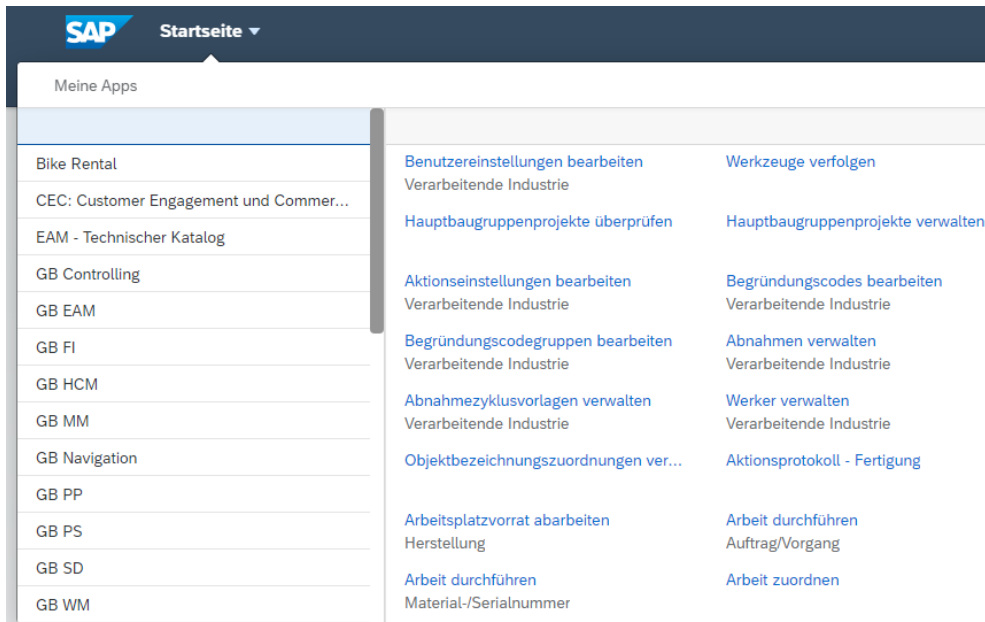 SAP Startseite
Meine Apps
Bike Rental
CEC: Customer Engagement und Commer...
EAM - Technischer Katalog
GB Controlling
GB EAM
GB FI
GB HCM
GB MM
GB Navigation
GB PP
GB PS
GB SD
GB WM
Benutzereinstellungen bearbeiten
Verarbeitende Industrie
Werkzeuge verfolgen
Hauptbaugruppenprojekte überprüfen
Hauptbaugruppenprojekte verwalten
Aktionseinstellungen bearbeiten
Verarbeitende Industrie
Begründungscodes bearbeiten
Verarbeitende Industrie
Begründungscodegruppen bearbeiten
Verarbeitende Industrie
Abnahmen verwalten
Verarbeitende Industrie
Abnahmezyklusvorlagen verwalten
Verarbeitende Industrie
Werker verwalten
Verarbeitende Industrie
Objektbezeichnungszuordnungen ver...
Aktionsprotokoll - Fertigung
Arbeitsplatzvorrat abarbeiten
Herstellung
Arbeit durchführen
Auftrag/Vorgang
Arbeit durchführen
Material-/Serialnummer
Arbeit zuordnen